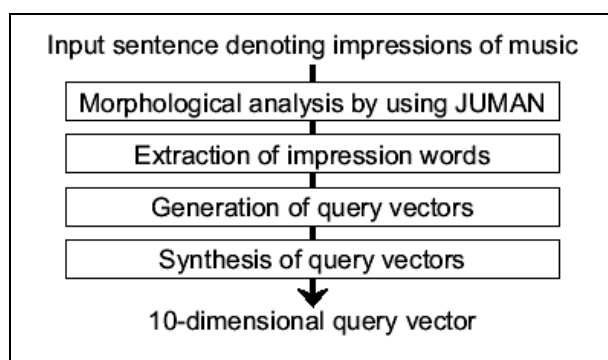 Input sentence denoting impressions of music
Morphological analysis by using JUMAN
Extraction of impression words
Generation of query vectors
Synthesis of query vectors
10-dimensional query vector